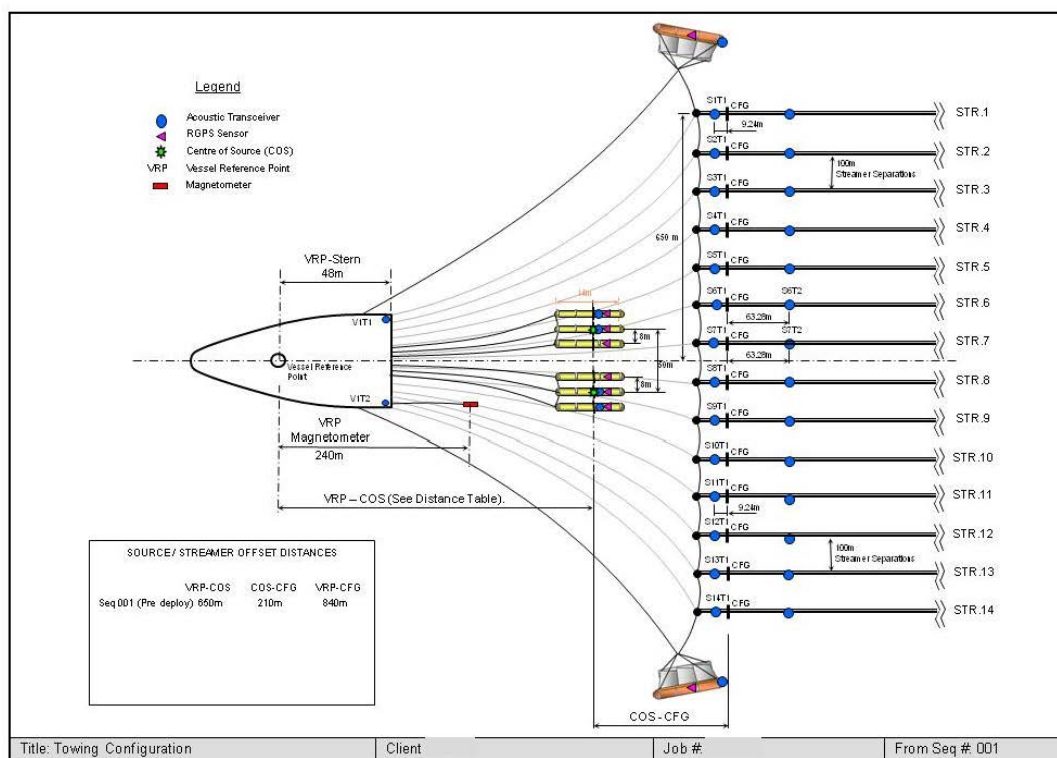 Legend
Acoustic Transceiver
RGPS Sensor
Centre of Source (COS)
VRP Vessel Reference Point
Magnetometer
VRP-Stern
48m
V1T1
Vessel Reference
Point
V1T2
VRP
Magnetometer
240m
VRP – COS (See Distance Table).
8m
50m
8m
650 m
S1T1 CFG
9.24m
STR.1
S2T1 CFG
STR.2
100m
Streamer Separations
S3T1 CFG
STR.3
S4T1 CFG
STR.4
S5T1 CFG
STR.5
S6T1 CFG S6T2
STR.6
63.28m
S7T1 CFG S7T2
STR.7
63.28m
S8T1 CFG
STR.8
S9T1 CFG
STR.9
S10T1 CFG
STR.10
S11T1 CFG
STR.11
9.24m
S12T1 CFG
STR.12
100m
Streamer Separations
S13T1 CFG
STR.13
S14T1 CFG
STR.14
SOURCE / STREAMER OFFSET DISTANCES
VRP-COS COS-CFG VRP-CFG
Seq 001 (Pre deploy) 650m 210m 840m
COS-CFG
Title: Towing Configuration
Client
Job #:
From Seq #: 001